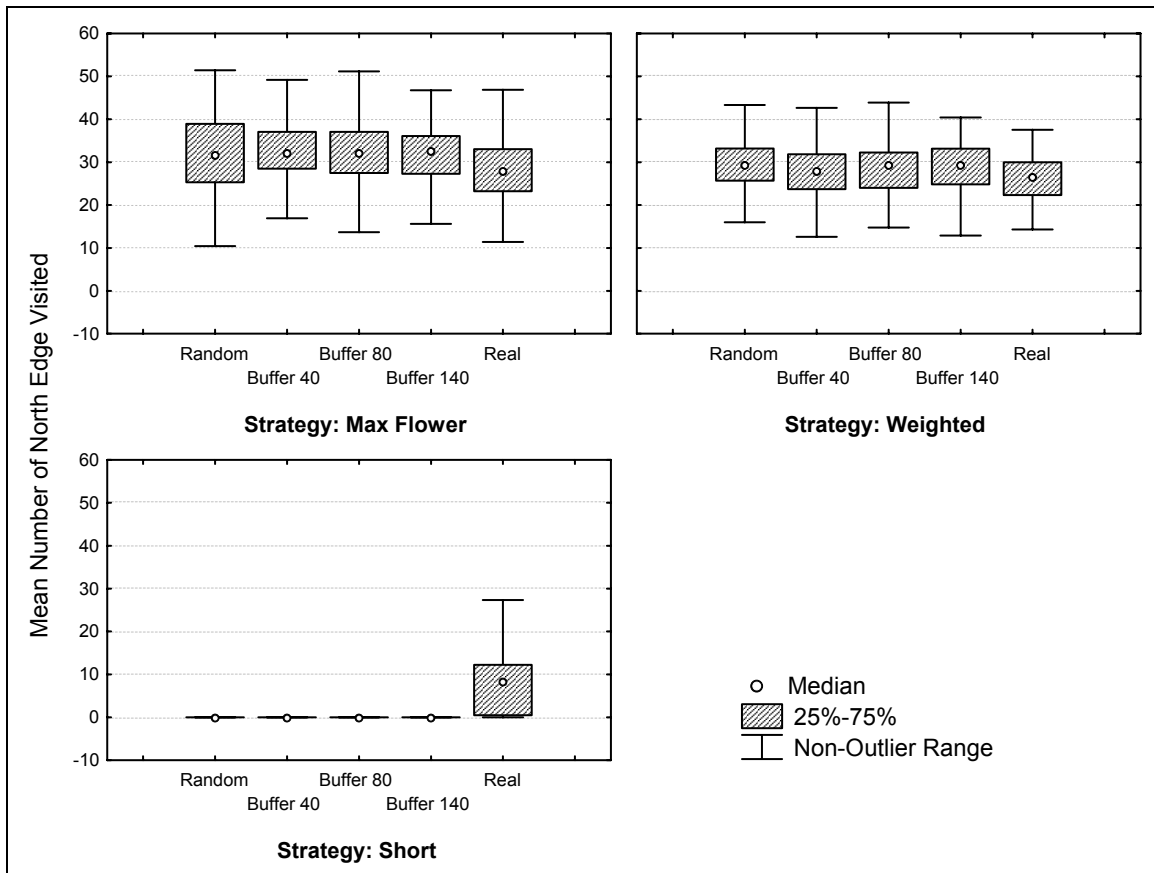 Mean Number of North Edge Visited
60
50
40
30
20
10
0
-10
Random
Buffer 40
Buffer 80
Buffer 140
Real
Strategy: Max Flower
Random
Buffer 40
Buffer 80
Buffer 140
Real
Strategy: Weighted
60
50
40
30
20
10
0
-10
Random
Buffer 40
Buffer 80
Buffer 140
Real
Strategy: Short
Median
25%-75%
Non-Outlier Range